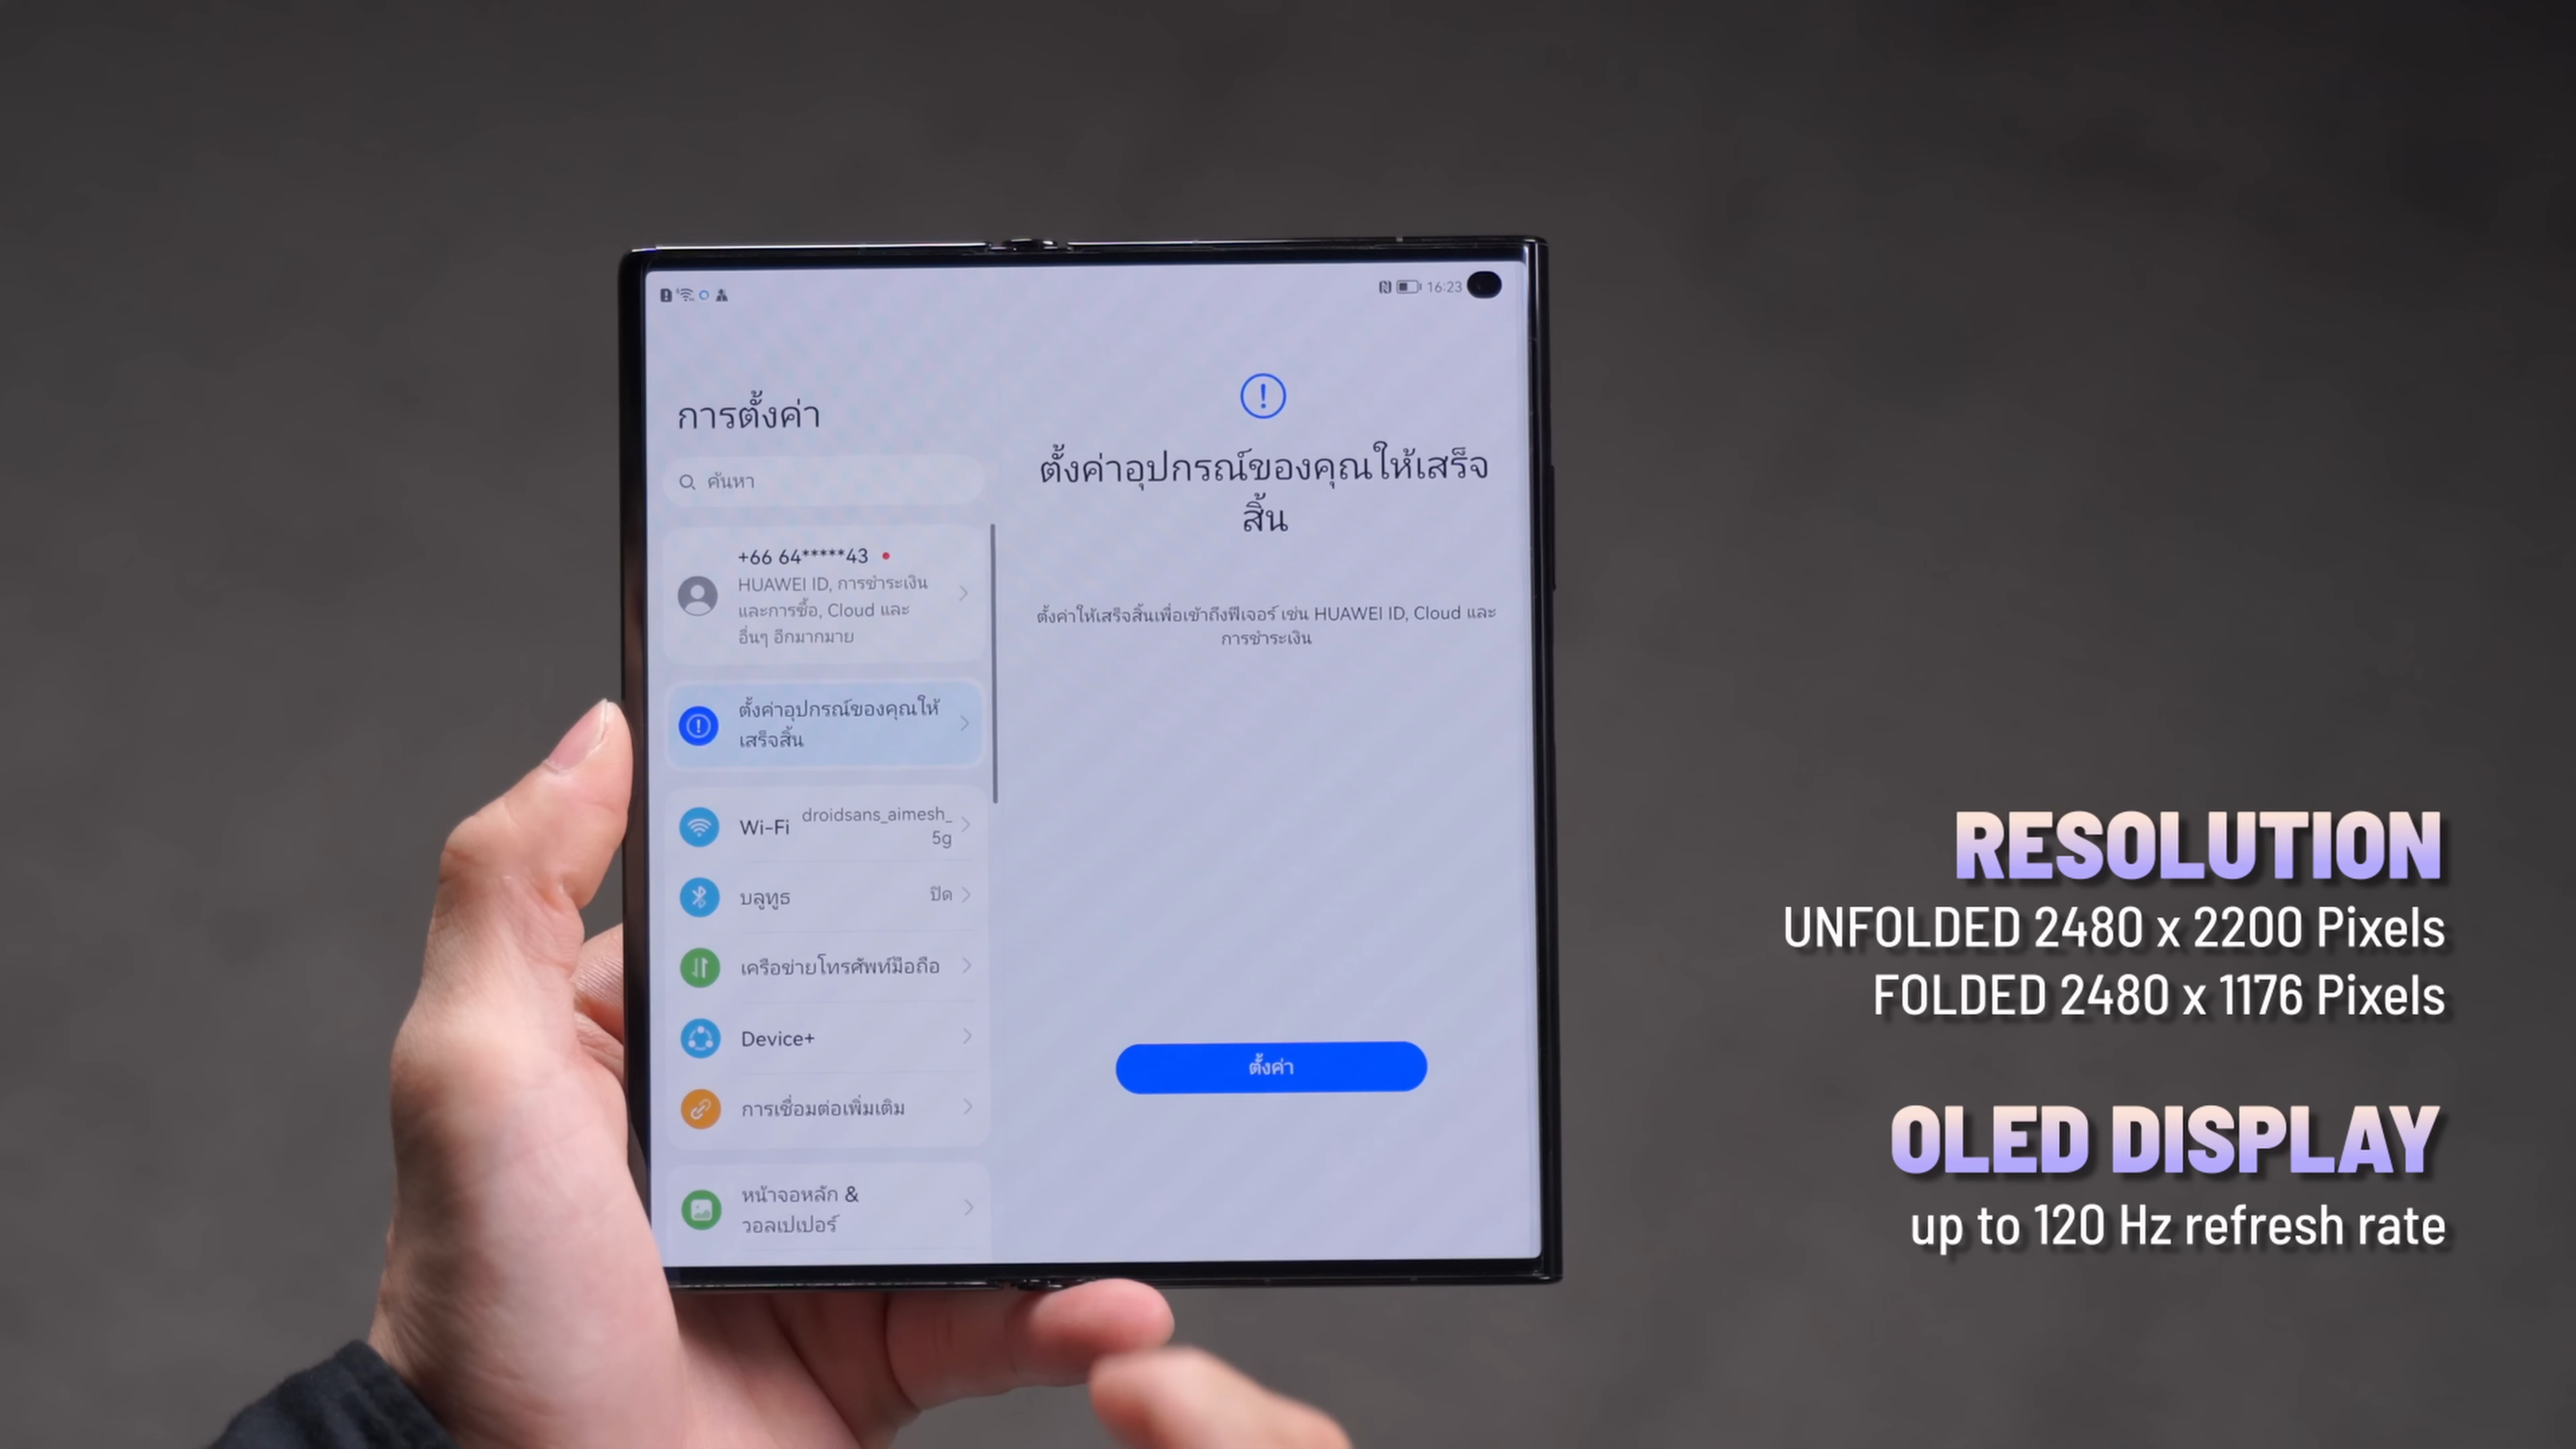 16:23
การตั้งค่า
ค้นหา
+66 64*****43
HUAWEI ID, การชำระเงิน
และการซื้อ, Cloud และ
อื่นๆ อีกมากมาย
ตั้งค่าอุปกรณ์ของคุณให้
เสร็จสิ้น
Wi-Fi droidsans_aimesh_
5g
บลูทูธ ปิด
เครือข่ายโทรศัพท์มือถือ
Device+
การเชื่อมต่อเพิ่มเติม
หน้าจอหลัก &
วอลเปเปอร์
ตั้งค่าอุปกรณ์ของคุณให้เสร็จ
สิ้น
ตั้งค่าให้เสร็จสิ้นเพื่อเข้าถึงฟีเจอร์ เช่น HUAWEI ID, Cloud และ
การชำระเงิน
ตั้งค่า
RESOLUTION
UNFOLDED 2480 x 2200 Pixels
FOLDED 2480 x 1176 Pixels
OLED DISPLAY
up to 120 Hz refresh rate